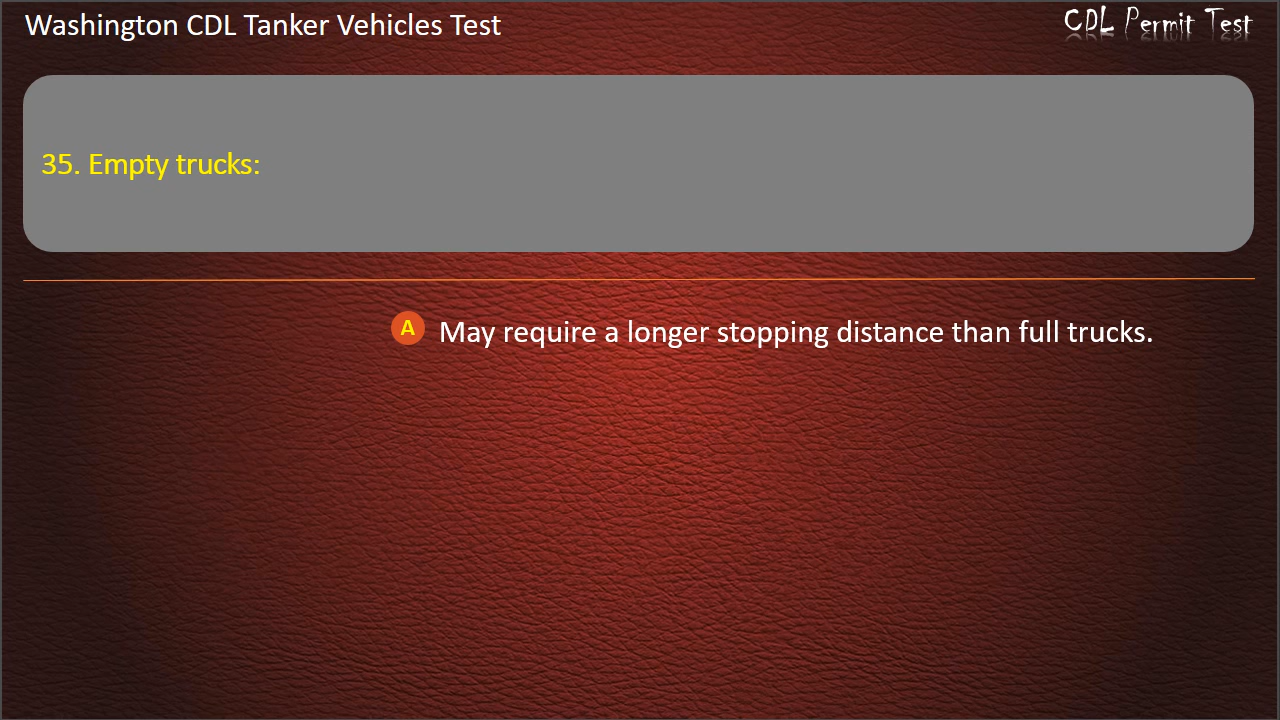 Washington CDL Tanker Vehicles Test
CDL Permit Test
35. Empty trucks:
A May require a longer stopping distance than full trucks.